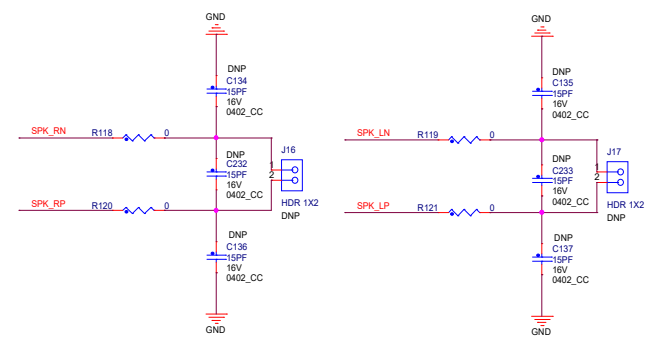 GND
DNP
C134
15PF
16V
0402_CC
SPK_RN
R118
0
J16
DNP
C232
15PF
16V
0402_CC
1
2
SPK_RP
R120
0
HDR 1X2
DNP
DNP
C136
15PF
16V
0402_CC
GND
GND
DNP
C135
15PF
16V
0402_CC
SPK_LN
R119
0
J17
DNP
C233
15PF
16V
0402_CC
1
2
SPK_LP
R121
0
HDR 1X2
DNP
DNP
C137
15PF
16V
0402_CC
GND